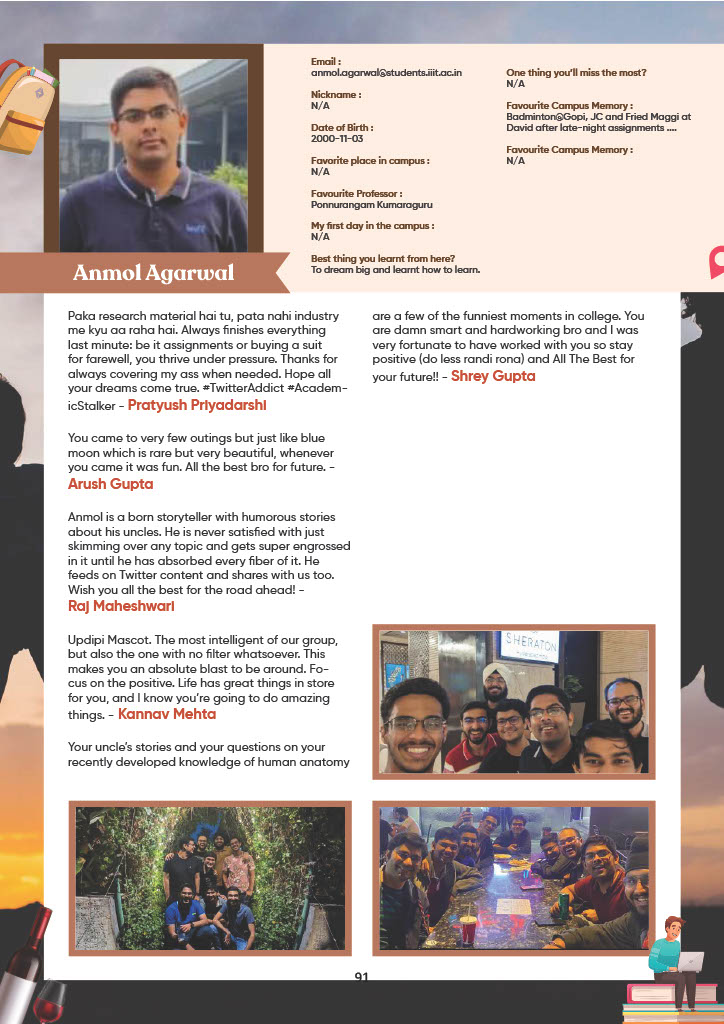 Email :
anmol.agarwal@students.iiit.ac.in
Nickname :
N/A
Date of Birth :
2000-11-03
Favorite place in campus :
N/A
Favourite Professor :
Ponnurangam Kumaraguru
My first day in the campus :
N/A
Best thing you learnt from here?
To dream big and learnt how to learn.
One thing you'll miss the most?
N/A
Favourite Campus Memory :
Badminton@Gopi, JC and Fried Maggi at
David after late-night assignments ....
Favourite Campus Memory :
N/A
Anmol Agarwal
Paka research material hai tu, pata nahi industry
me kyu aa raha hai. Always finishes everything
last minute: be it assignments or buying a suit
for farewell, you thrive under pressure. Thanks for
always covering my ass when needed. Hope all
your dreams come true. #TwitterAddict #Academ-
icStalker - Pratyush Priyadarshi
You came to very few outings but just like blue
moon which is rare but very beautiful, whenever
you came it was fun. All the best bro for future. -
Arush Gupta
Anmol is a born storyteller with humorous stories
about his uncles. He is never satisfied with just
skimming over any topic and gets super engrossed
in it until he has absorbed every fiber of it. He
feeds on Twitter content and shares with us too.
Wish you all the best for the road ahead! -
Raj Maheshwari
Updipi Mascot. The most intelligent of our group,
but also the one with no filter whatsoever. This
makes you an absolute blast to be around. Fo-
cus on the positive. Life has great things in store
for you, and I know you're going to do amazing
things. - Kannav Mehta
Your uncle's stories and your questions on your
recently developed knowledge of human anatomy
are a few of the funniest moments in college. You
are damn smart and hardworking bro and I was
very fortunate to have worked with you so stay
positive (do less randi rona) and All The Best for
your future!! - Shrey Gupta
SHERATON
91